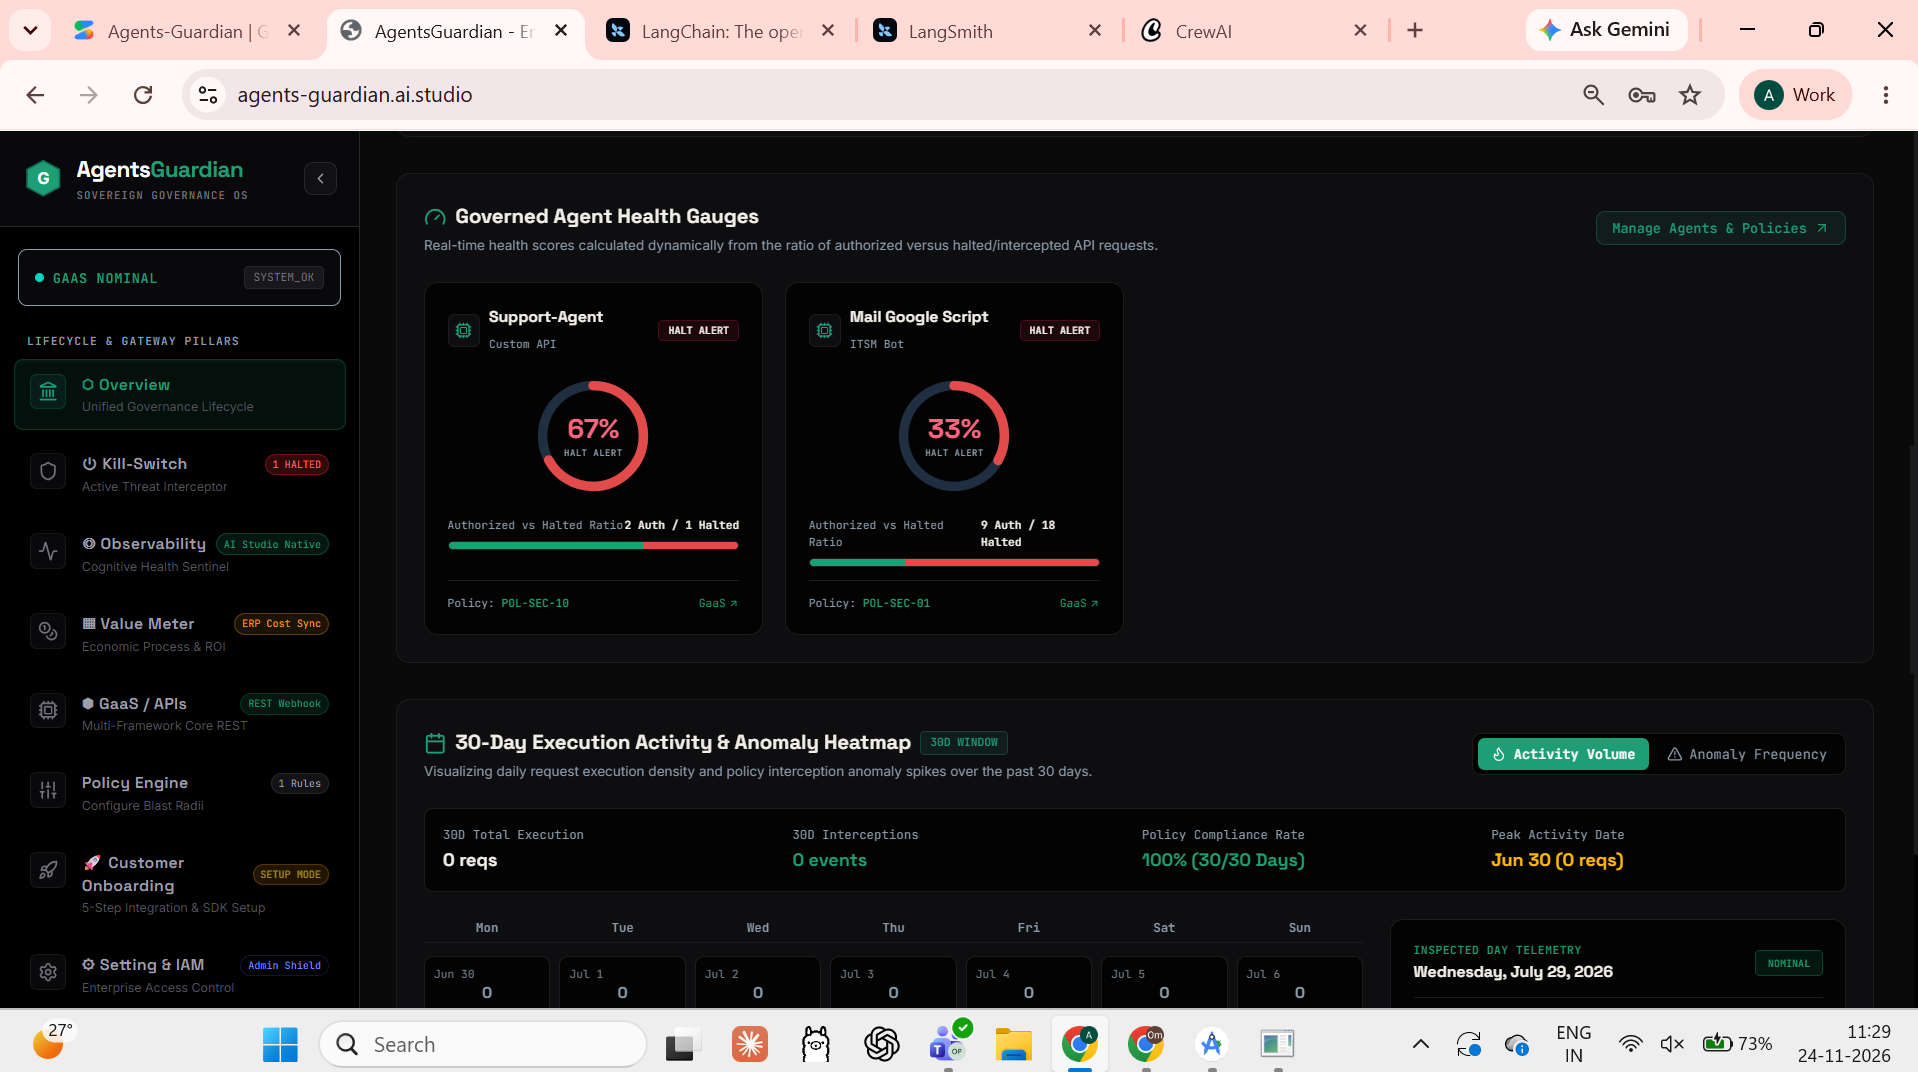 Agents-Guardian | G
AgentsGuardian - Er
LangChain: The oper
LangSmith
CrewAI
Ask Gemini
agents-guardian.ai.studio
A
Work
G
AgentsGuardian
SOVEREIGN GOVERNANCE OS
GAAS NOMINAL
SYSTEM_OK
LIFECYCLE & GATEWAY PILLARS
Overview
Unified Governance Lifecycle
Kill-Switch
1 HALTED
Active Threat Interceptor
Observability
AI Studio Native
Cognitive Health Sentinel
Value Meter
ERP Cost Sync
Economic Process & ROI
GaaS / APIs
REST Webhook
Multi-Framework Core REST
Policy Engine
1 Rules
Configure Blast Radii
🚀 Customer
Onboarding
SETUP MODE
5-Step Integration & SDK Setup
⚙ Setting & IAM
Admin Shield
Enterprise Access Control
Governed Agent Health Gauges
Real-time health scores calculated dynamically from the ratio of authorized versus halted/intercepted API requests.
Manage Agents & Policies ↗
Support-Agent
Custom API
HALT ALERT
67%
HALT ALERT
Authorized vs Halted Ratio 2 Auth / 1 Halted
Policy: POL-SEC-10
GaaS ↗
Mail Google Script
ITSM Bot
HALT ALERT
33%
HALT ALERT
Authorized vs Halted
Ratio
9 Auth / 18
Halted
Policy: POL-SEC-01
GaaS ↗
30-Day Execution Activity & Anomaly Heatmap
30D WINDOW
Visualizing daily request execution density and policy interception anomaly spikes over the past 30 days.
Activity Volume
Anomaly Frequency
30D Total Execution
0 reqs
30D Interceptions
0 events
Policy Compliance Rate
100% (30/30 Days)
Peak Activity Date
Jun 30 (0 reqs)
Mon Tue Wed Thu Fri Sat Sun
Jun 30
0
Jul 1
0
Jul 2
0
Jul 3
0
Jul 4
0
Jul 5
0
Jul 6
0
INSPECTED DAY TELEMETRY
Wednesday, July 29, 2026
NOMINAL
27°
Search
T
OP
A
Om
ENG
IN
73%
11:29
24-11-2026